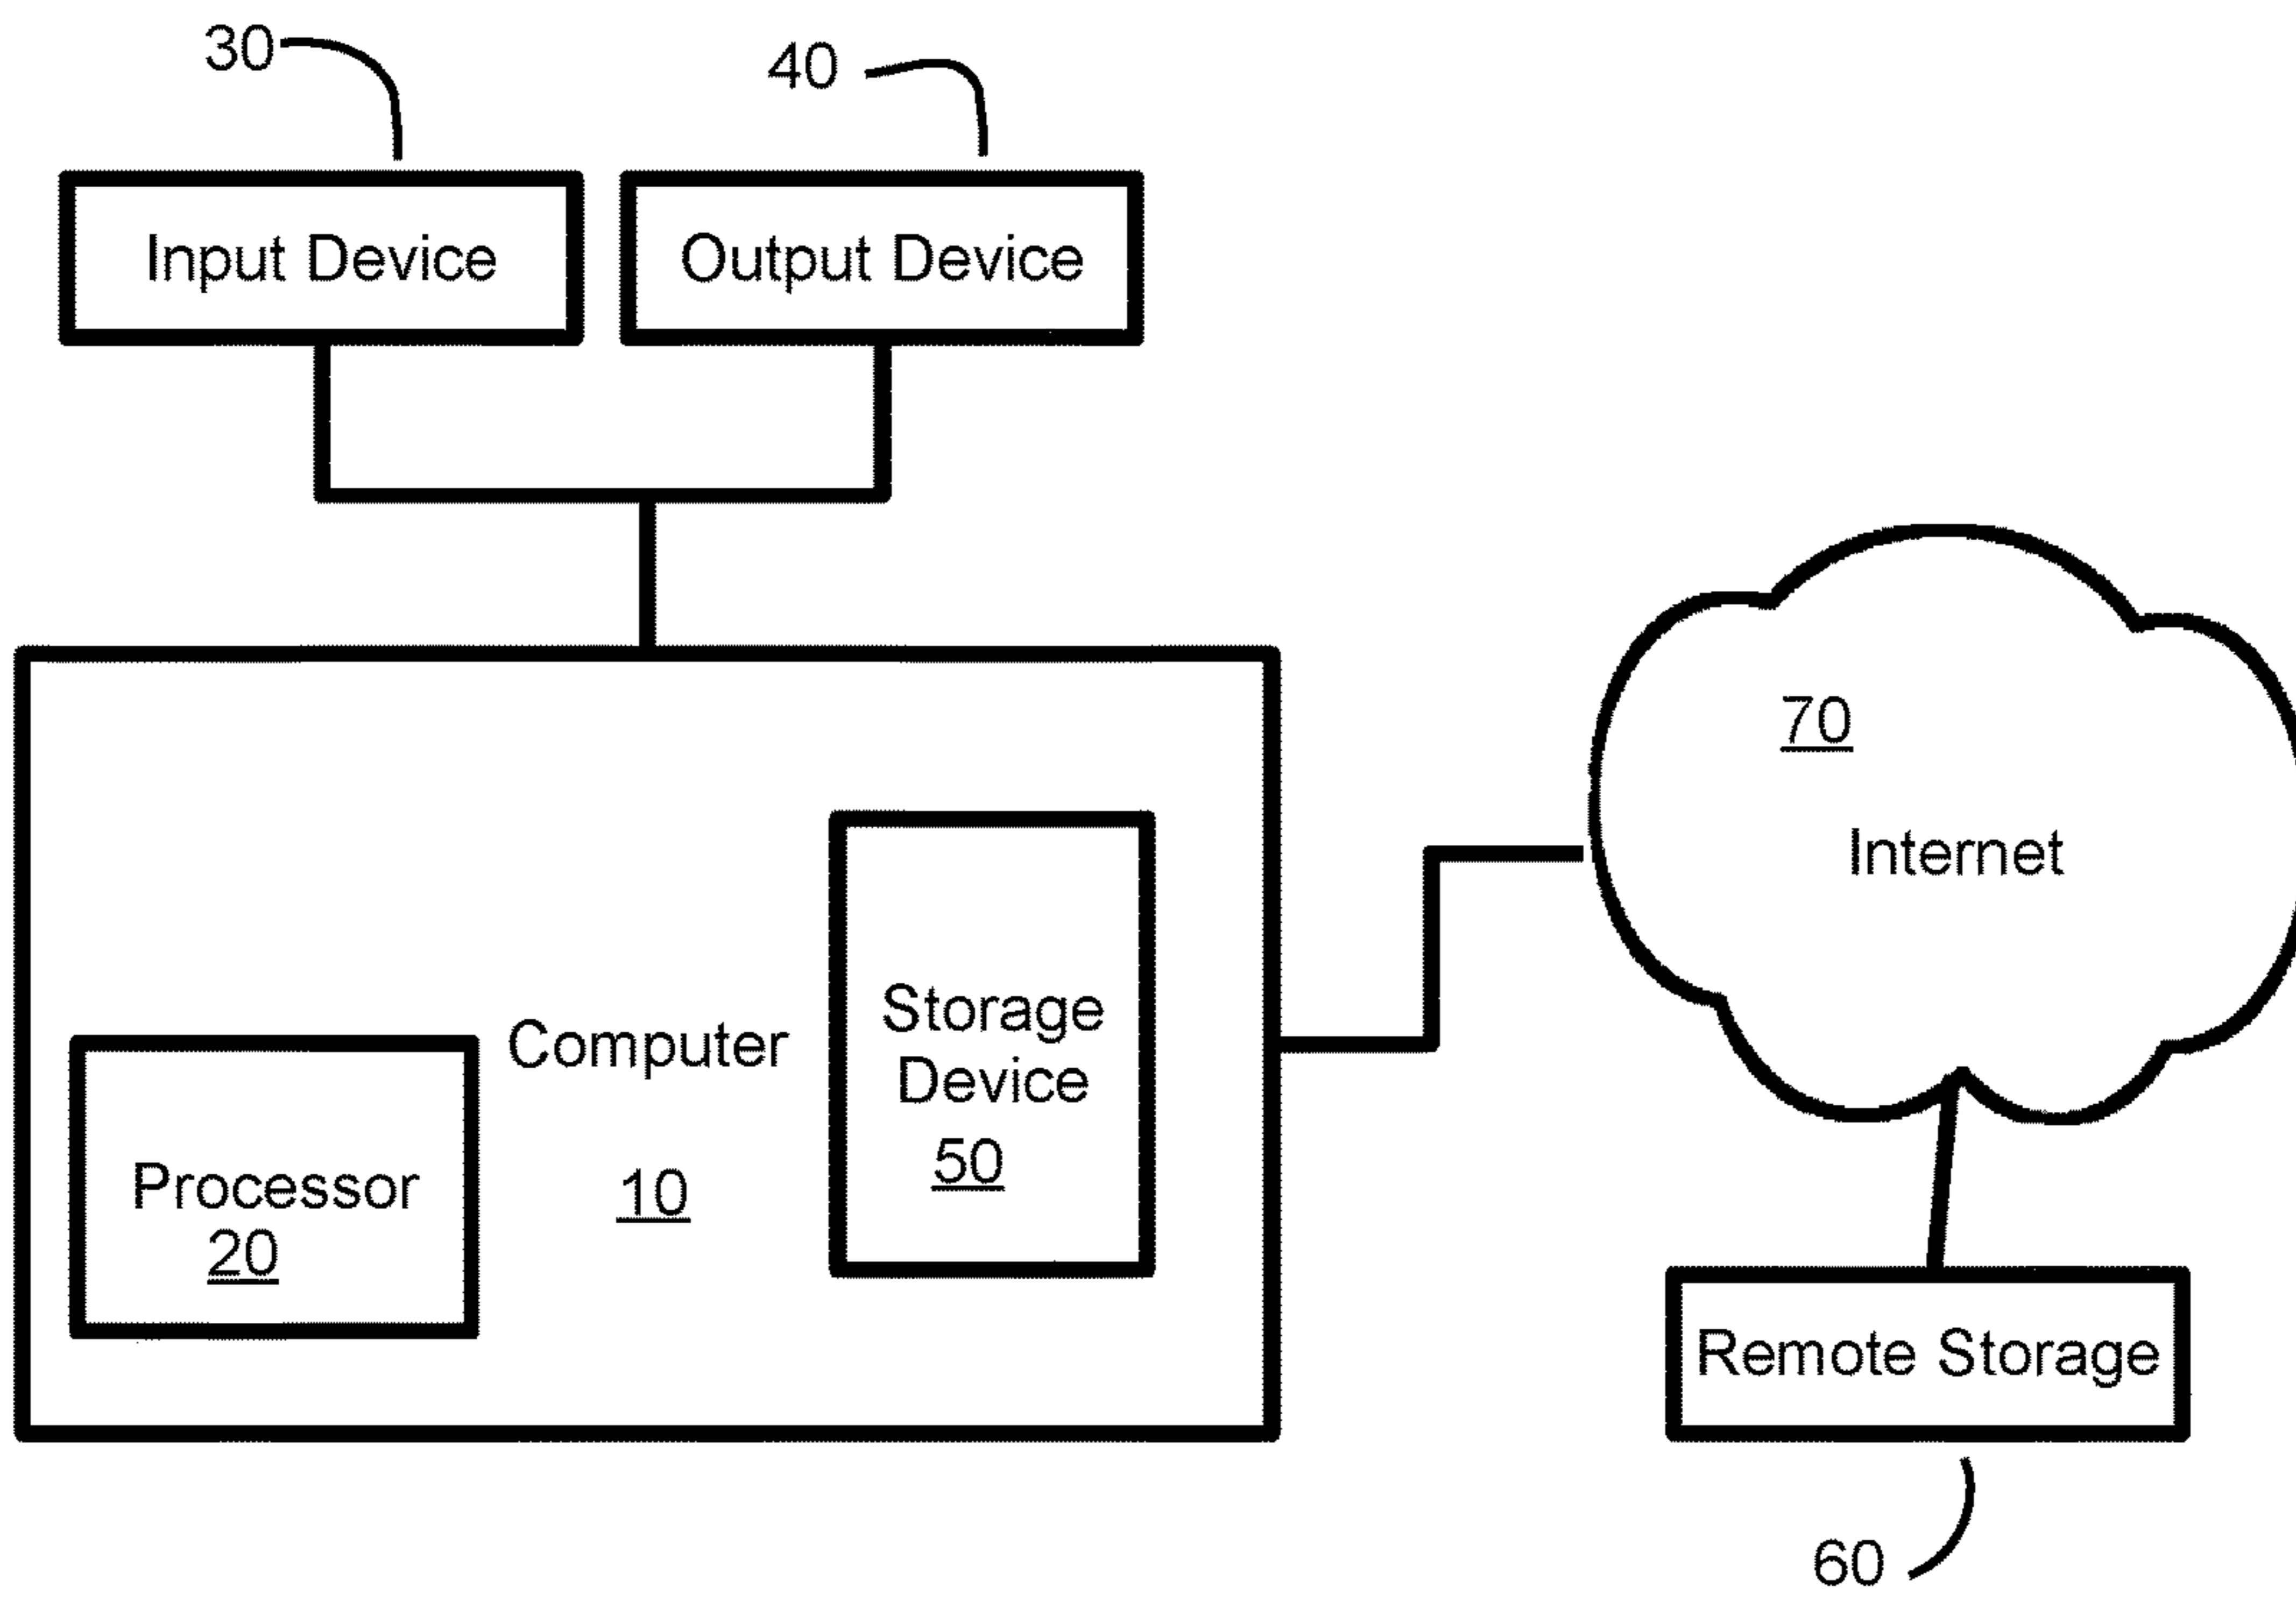 30
40
Input Device
Output Device
70
Internet
Storage
Device
50
Computer
10
Processor
20
Remote Storage
60